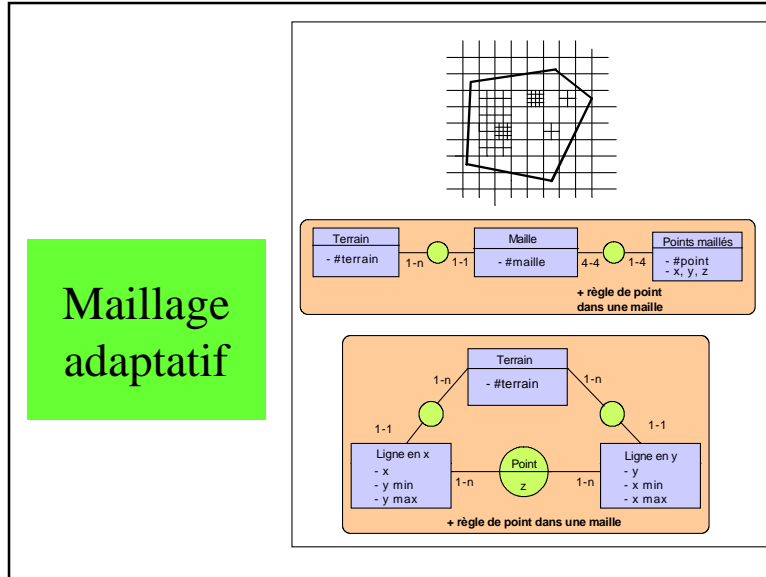 Maillage
adaptatif
Terrain
- #terrain
1-n
1-1
Maille
- #maille
4-4
1-4
Points maillés
- #point
- x, y, z
+ règle de point
dans une maille
Terrain
- #terrain
1-n
1-n
1-1
1-1
Ligne en x
- x
- y min
- y max
1-n
Point
z
1-n
Ligne en y
- y
- x min
- x max
+ règle de point dans une maille